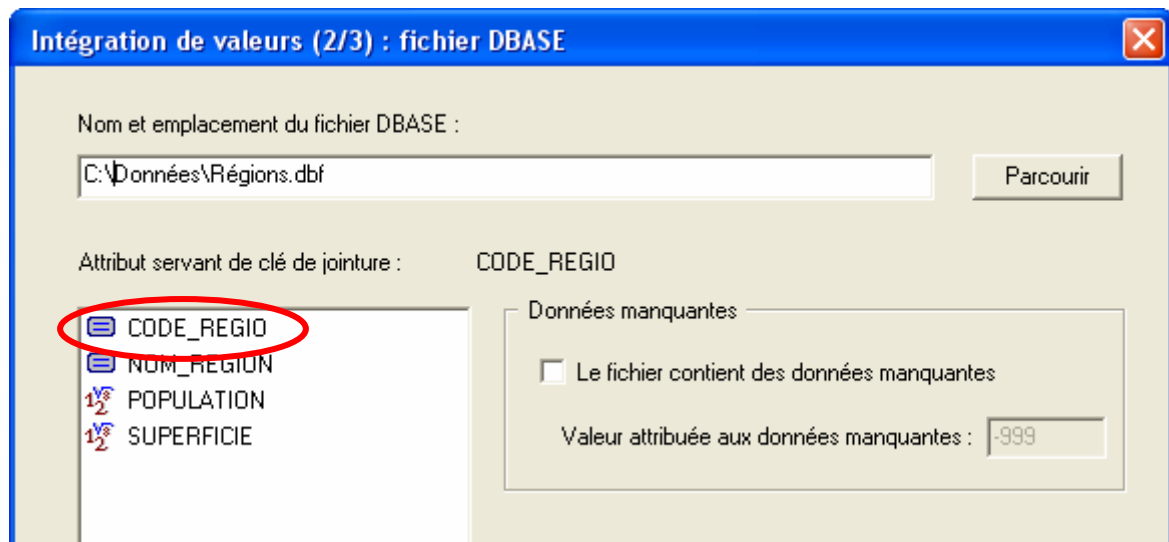 Intégration de valeurs (2/3) : fichier DBASE
Nom et emplacement du fichier DBASE :
C:\Données\Régions.dbf
Parcourir
Attribut servant de clé de jointure :
CODE_REGIO
CODE_REGIO
NOM_REGION
POPULATION
SUPERFICIE
Données manquantes
Le fichier contient des données manquantes
Valeur attribuée aux données manquantes :
-999